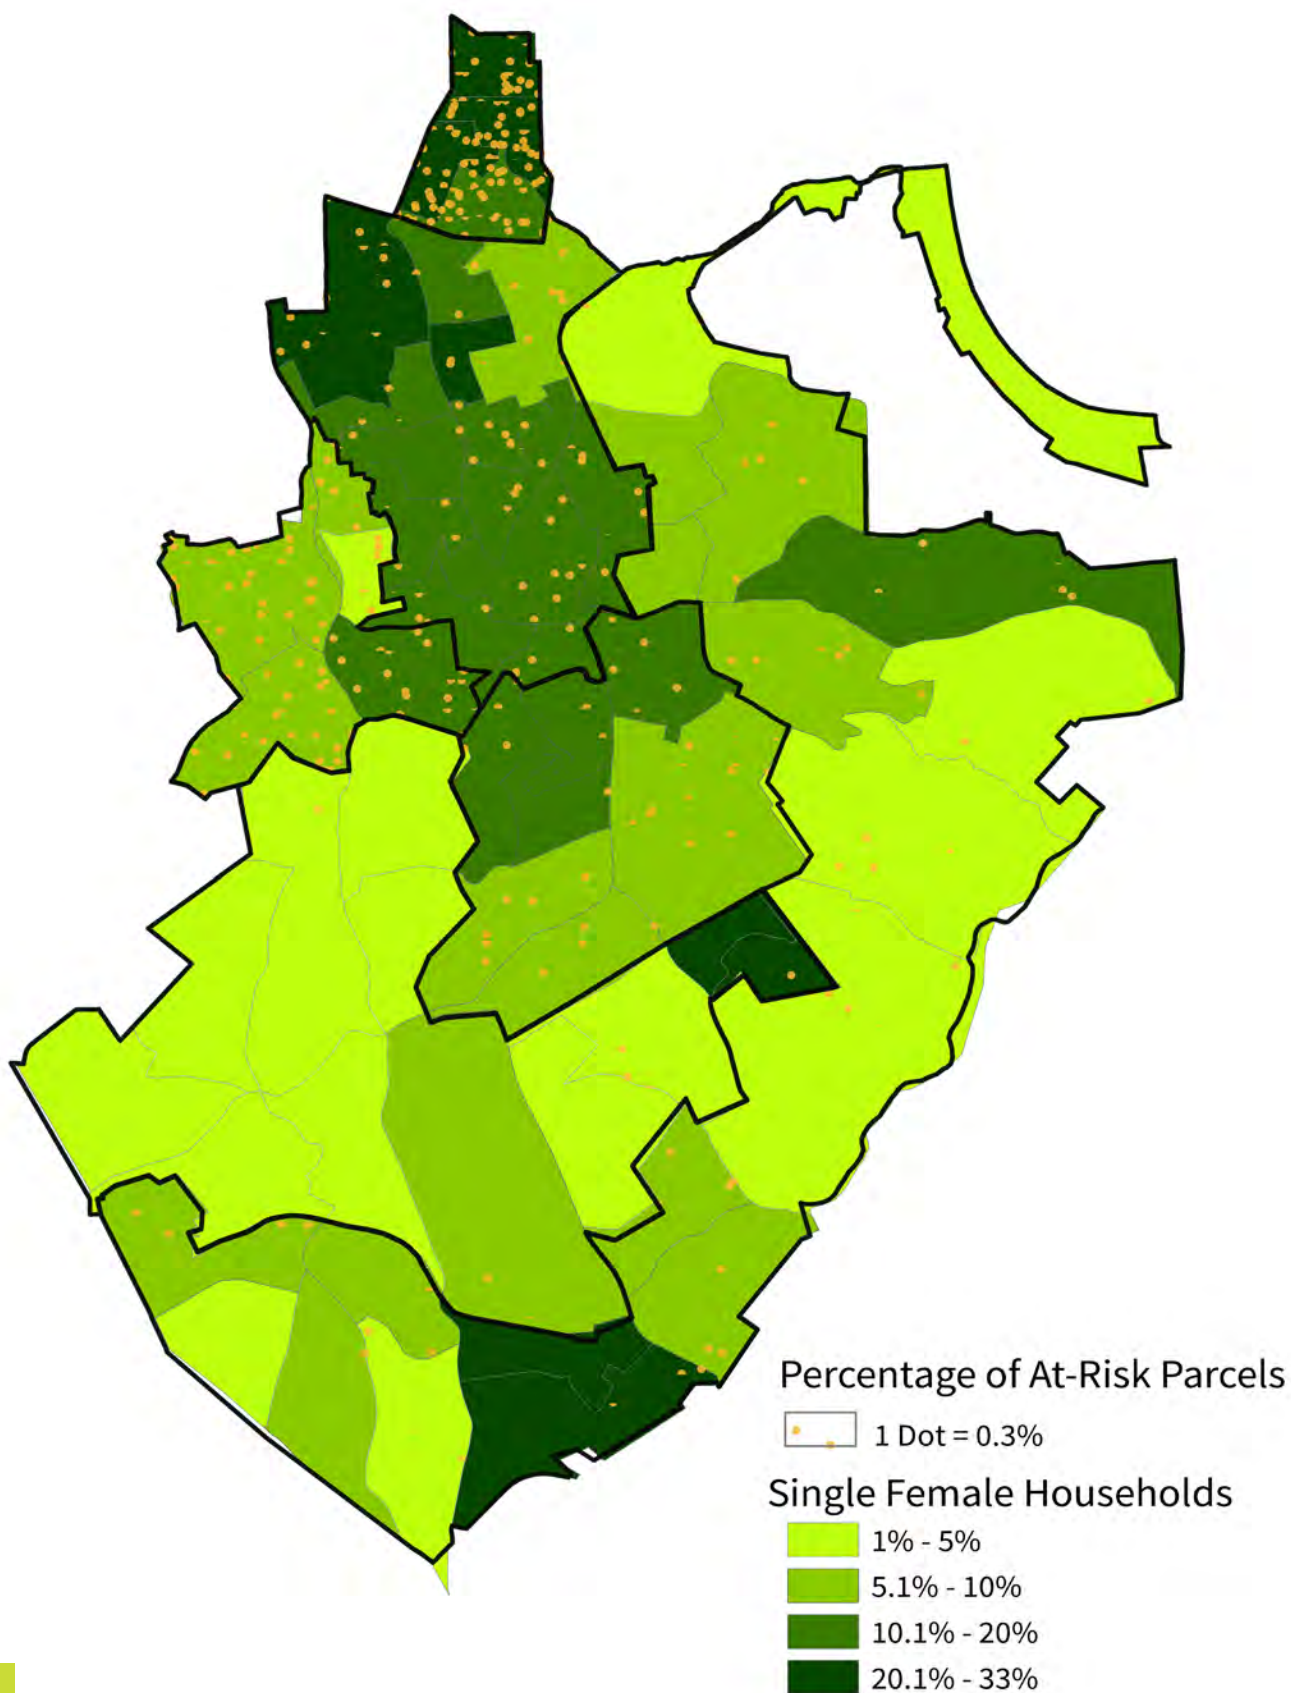 Percentage of At-Risk Parcels
1 Dot = 0.3%
Single Female Households
1% - 5%
5.1% - 10%
10.1% - 20%
20.1% - 33%